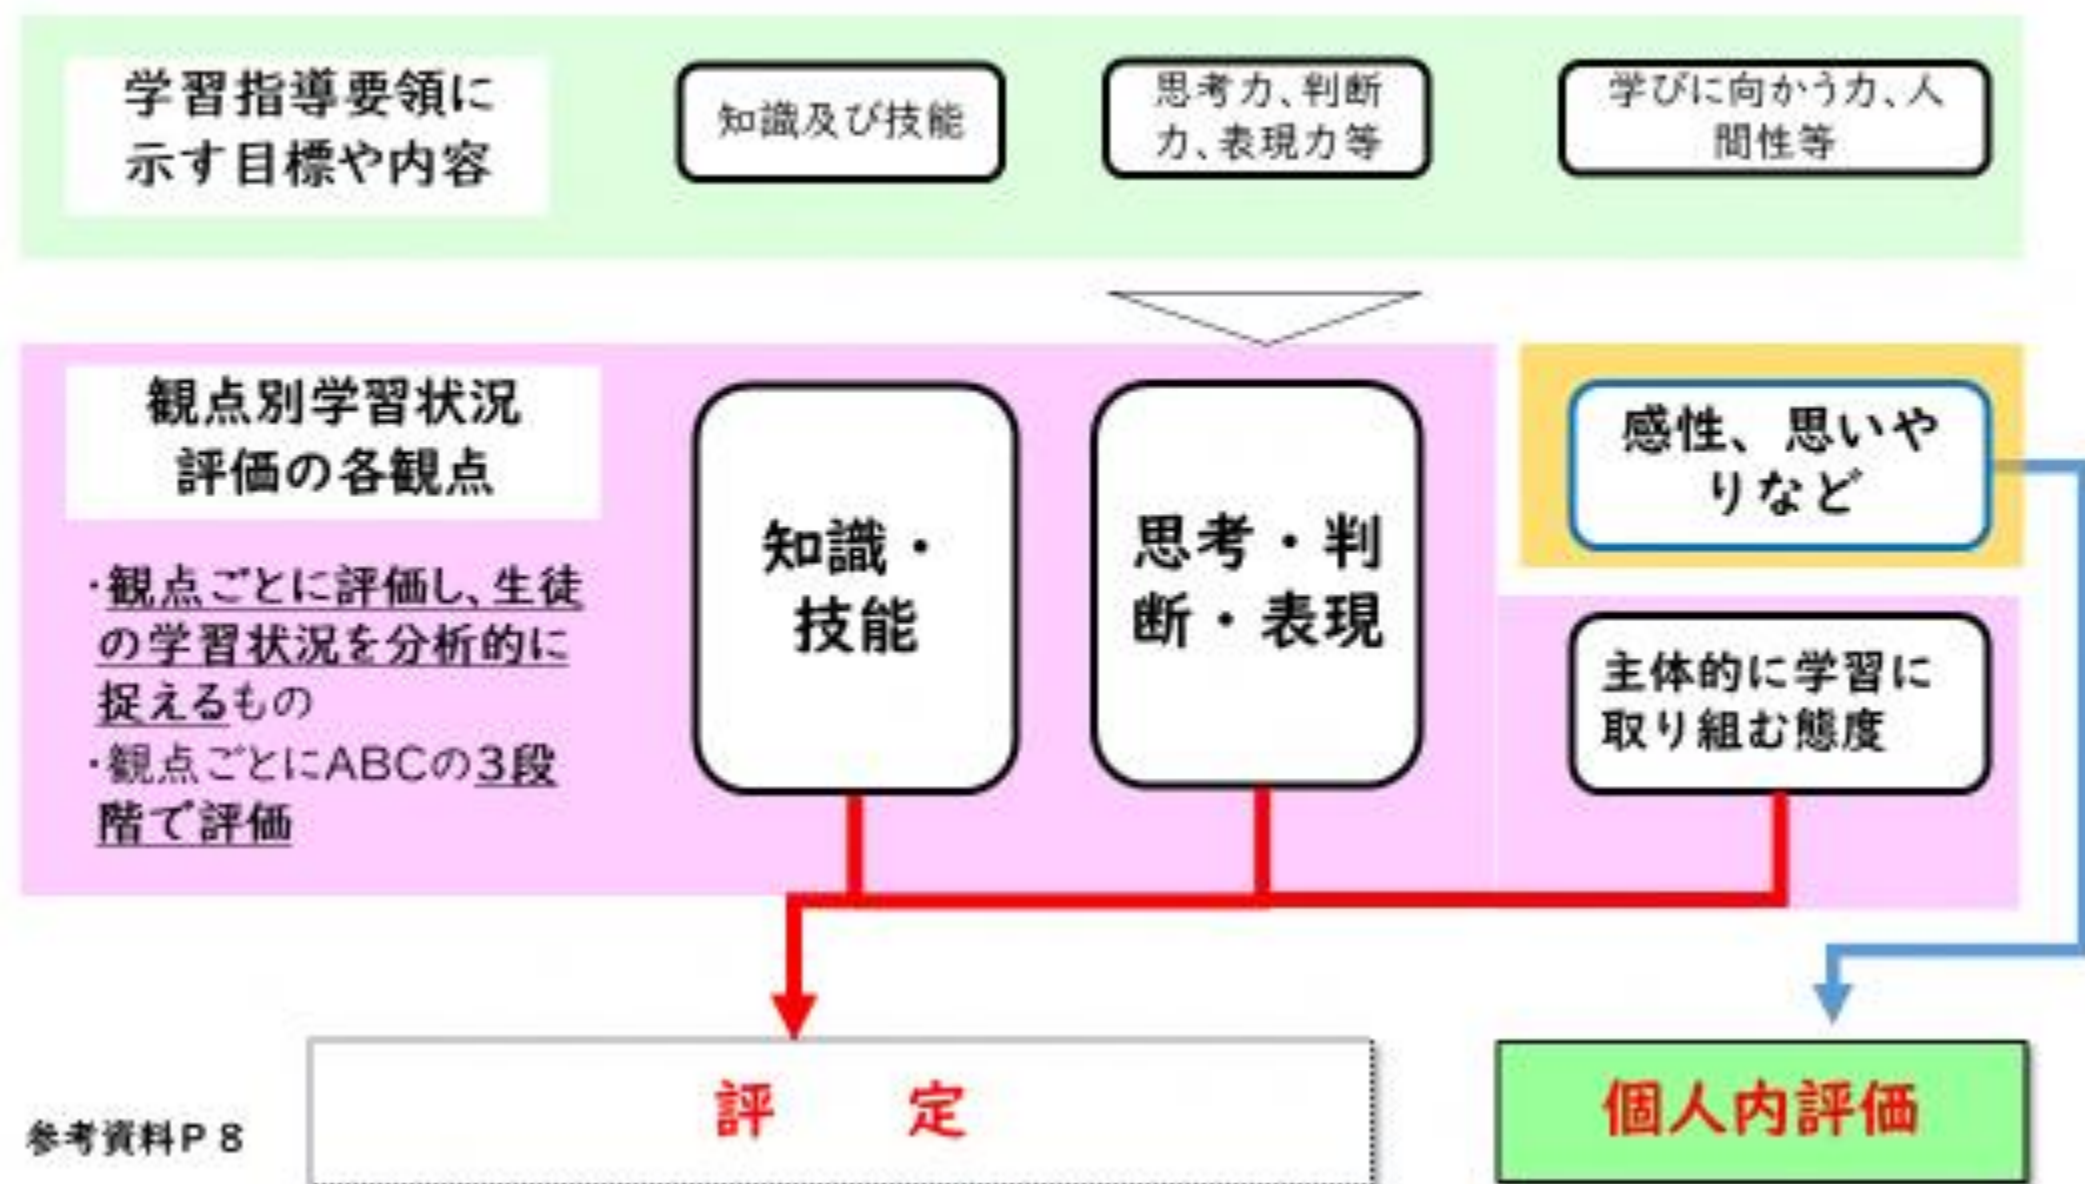 学習指導要領に
示す目標や内容
知識及び技能
思考力、判断
力、表現力等
学びに向かう力、人
間性等
観点別学習状況
評価の各観点
・観点ごとに評価し、生徒
の学習状況を分析的に
捉えるもの
・観点ごとにABCの3段
階で評価
知識・
技能
思考・判
断・表現
感性、思いや
りなど
主体的に学習に
取り組む態度
評 定
個人内評価
参考資料P8